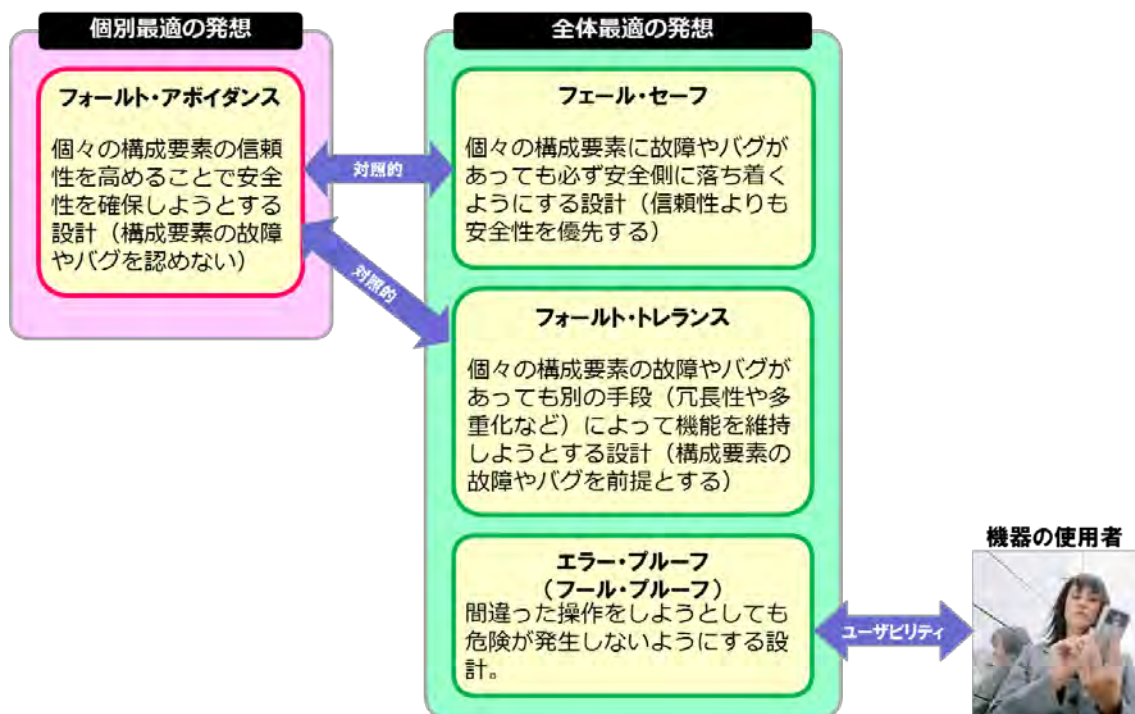 個別最適の発想
フォールト・アボイダンス
個々の構成要素の信頼
性を高めることで安全
性を確保しようとする
設計（構成要素の故障
やバグを認めない）
対照的
対照的
全体最適の発想
フェール・セーフ
個々の構成要素に故障やバグが
あっても必ず安全側に落ち着く
ようにする設計（信頼性よりも
安全性を優先する）
フォールト・トレランス
個々の構成要素の故障やバグが
あっても別の手段（冗長性や多
重化など）によって機能を維持
しようとする設計（構成要素の
故障やバグを前提とする）
エラー・プルーフ
（フール・プルーフ）
間違った操作をしようとしても
危険が発生しないようにする設
計。
ユーザビリティ
機器の使用者